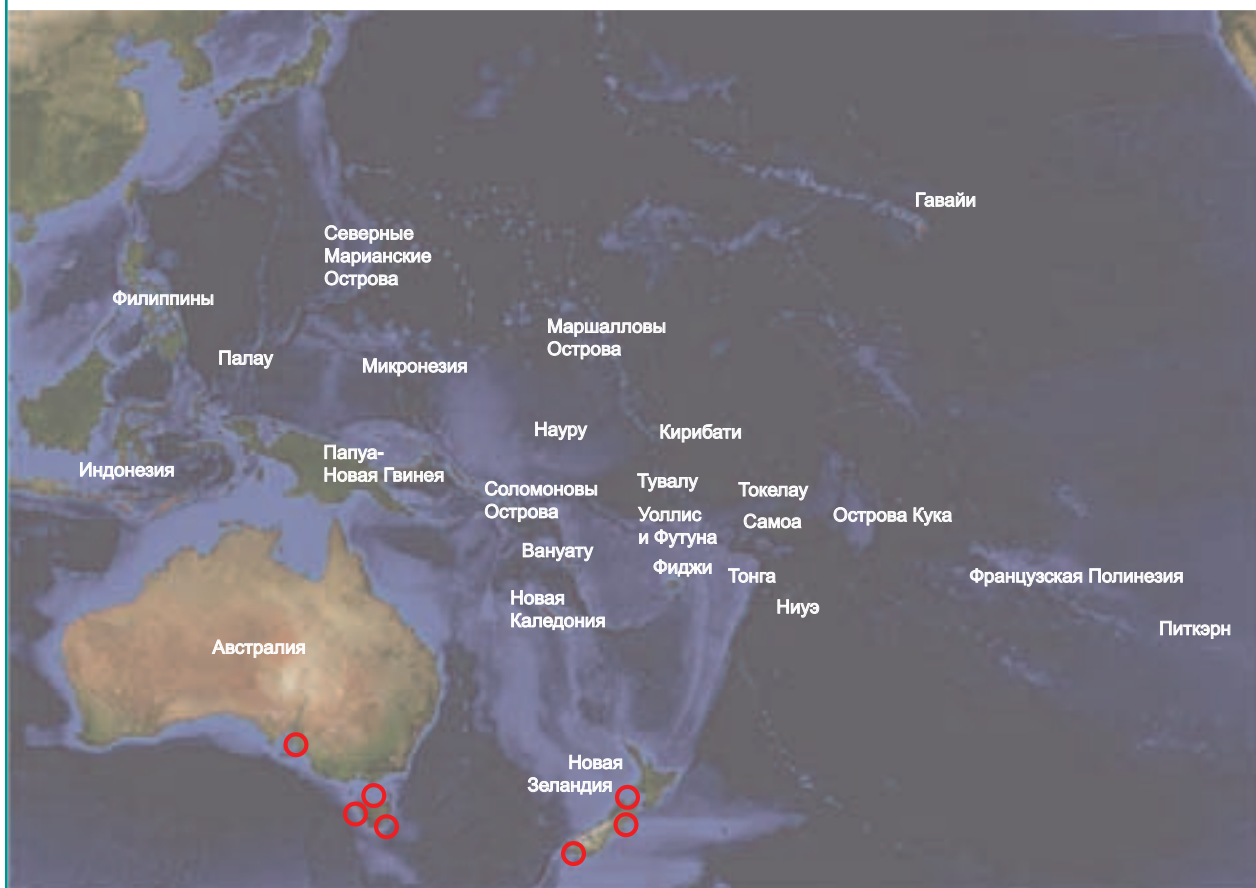 Гавайи
Северные
Марианские
Острова
Филиппины
Маршалловы
Острова
Палау
Микронезия
Науру
Кирибати
Папуа-
Новая Гвинея
Индонезия
Соломоновы
Острова
Тувалу
Токелау
Уоллис
и Футуна
Самоа
Острова Кука
Вануату
Фиджи
Тонга
Французская Полинезия
Новая
Каледония
Ниуэ
Питкэрн
Австралия
Новая
Зеландия